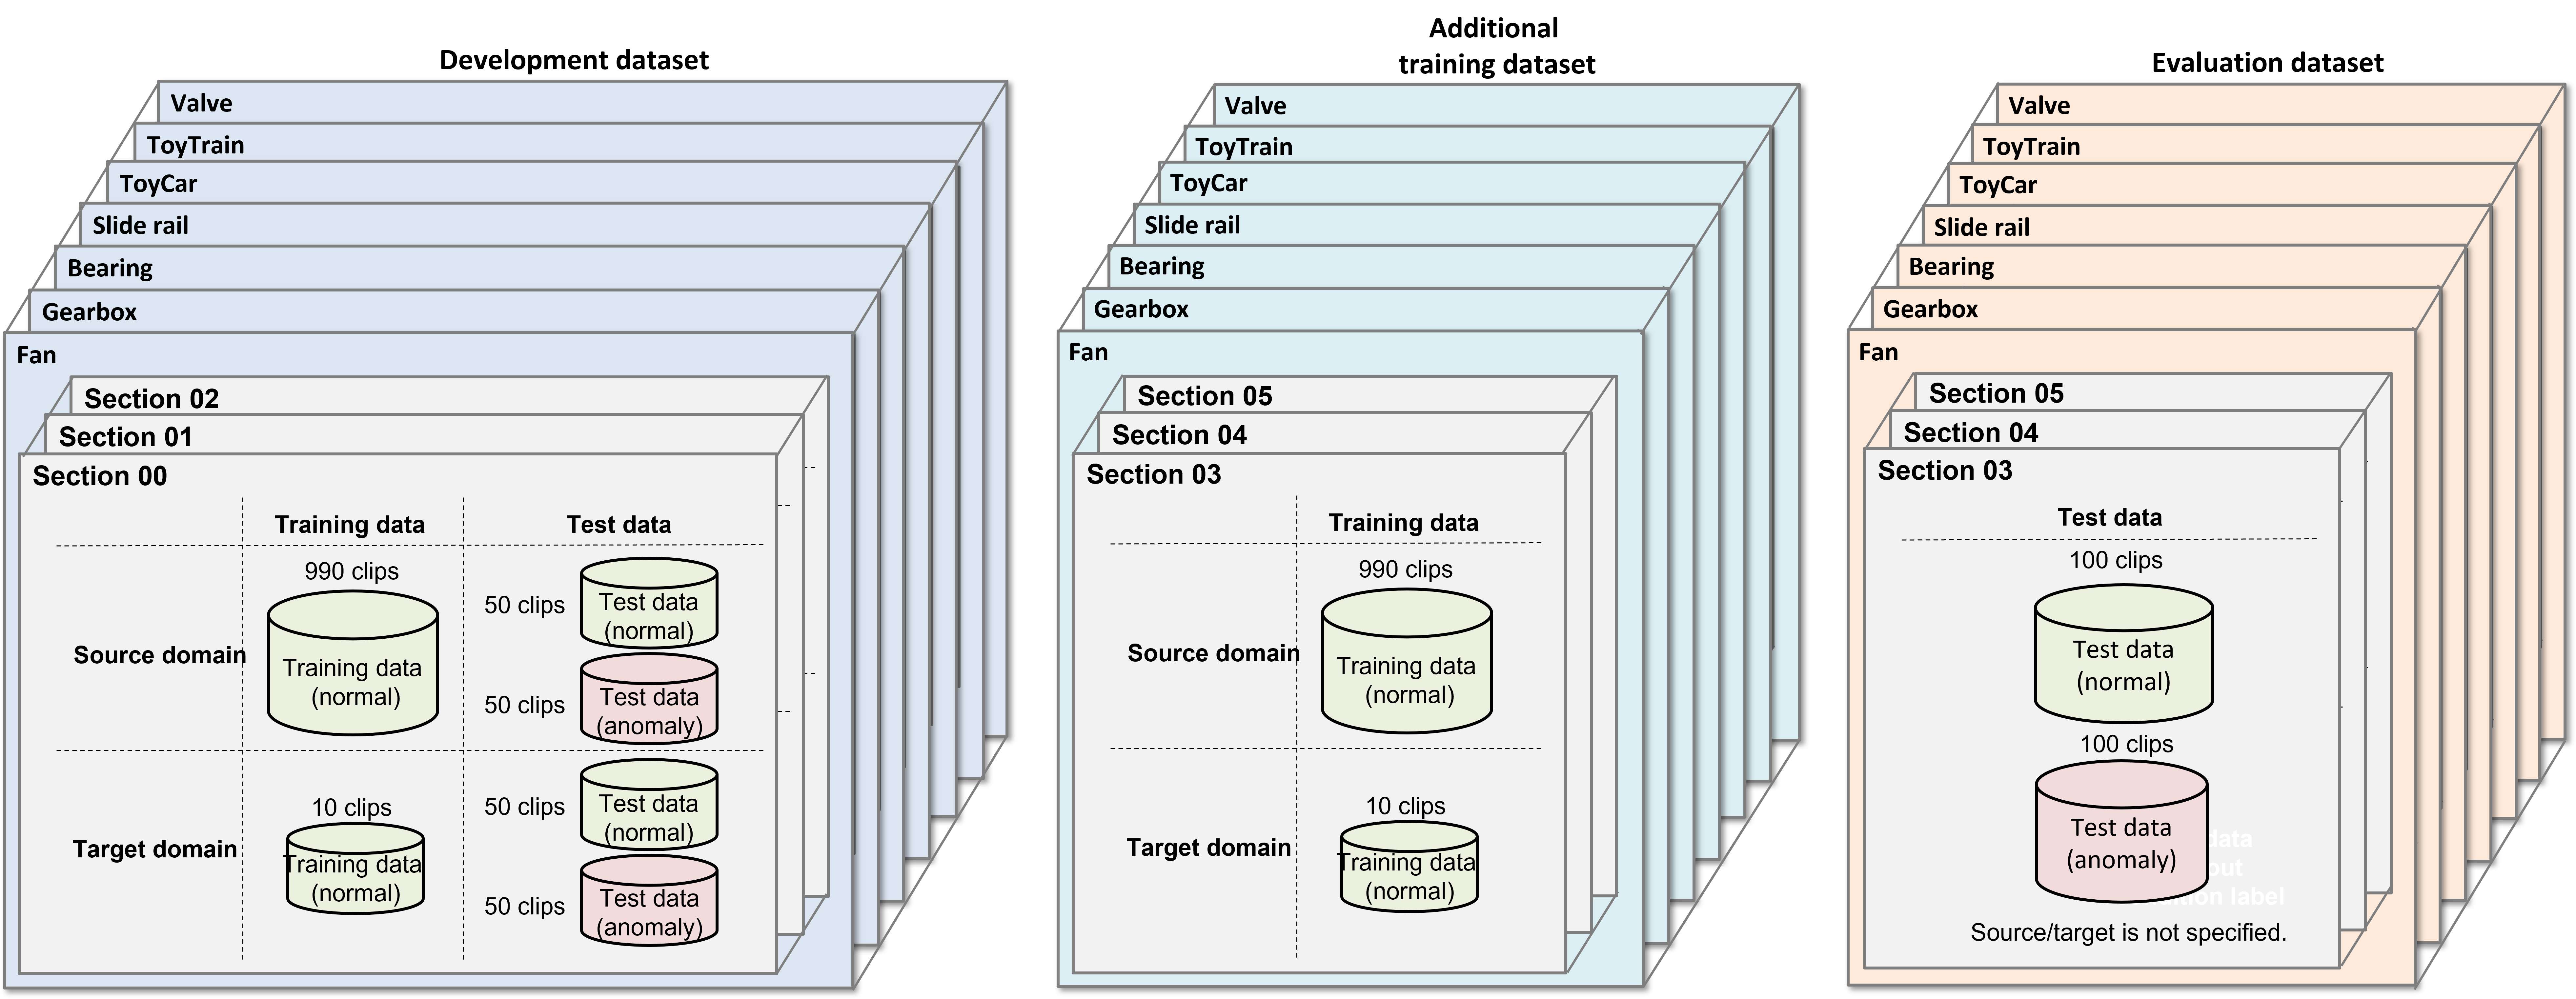 Development dataset
Valve
ToyTrain
ToyCar
Slide rail
Bearing
Gearbox
Fan
Section 02
Section 01
Section 00
Training data
Test data
Source domain
990 clips
Training data
(normal)
50 clips
Test data
(normal)
50 clips
Test data
(anomaly)
Target domain
10 clips
Training data
(normal)
50 clips
Test data
(normal)
50 clips
Test data
(anomaly)
Additional
training dataset
Valve
ToyTrain
ToyCar
Slide rail
Bearing
Gearbox
Fan
Section 05
Section 04
Section 03
Training data
Source domain
990 clips
Training data
(normal)
Target domain
10 clips
Training data
(normal)
Evaluation dataset
Valve
ToyTrain
ToyCar
Slide rail
Bearing
Gearbox
Fan
Section 05
Section 04
Section 03
Test data
100 clips
Test data
(normal)
100 clips
Test data
(anomaly)
data
label
Source/target is not specified.